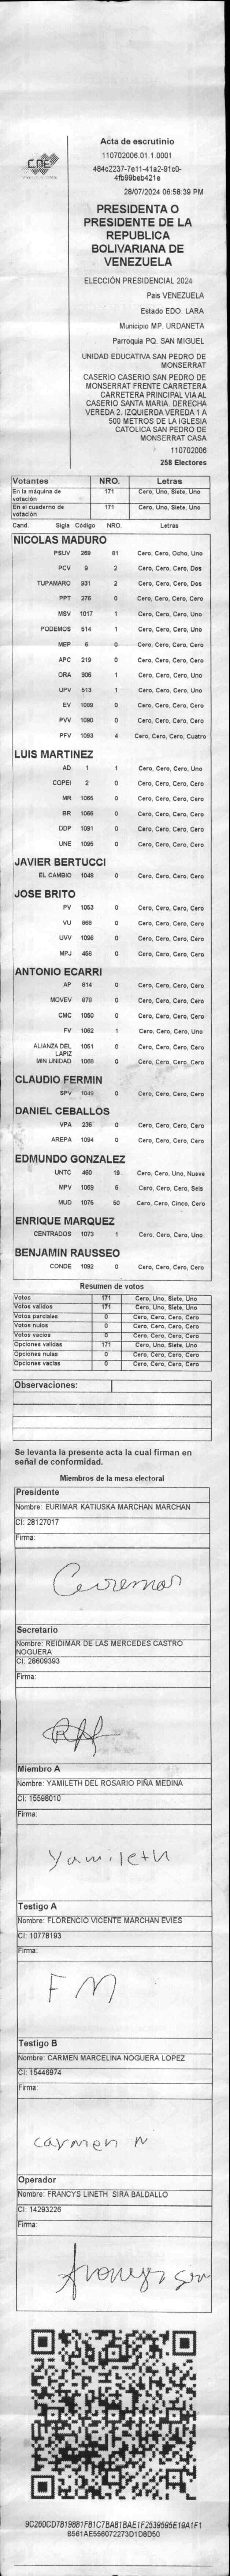 CNE
Acta de escrutinio
110702006.01.1.0001
484c2237-7e11-41a2-91c0-
4fb99beb421e
28/07/2024 06:58:39 PM
PRESIDENTA O
PRESIDENTE DE LA
REPUBLICA
BOLIVARIANA DE
VENEZUELA
ELECCIÓN PRESIDENCIAL 2024
Pais VENEZUELA
Estado EDO. LARA
Municipio MP. URDANETA
Parroquia PQ. SAN MIGUEL
UNIDAD EDUCATIVA SAN PEDRO DE
MONSERRAT
CASERIO CASERIO SAN PEDRO DE
MONSERRAT FRENTE CARRETERA
CARRETERA PRINCIPAL VIA AL
CASERIO SANTA MARIA. DERECHA
VEREDA 2. IZQUIERDA VEREDA 1 A
500 METROS DE LA IGLESIA
CATOLICA SAN PEDRO DE
MONSERRAT CASA
110702006
258 Electores
Votantes NRO. Letras
En la máquina de votación 171 Cero, Uno, Siete, Uno
En el cuaderno de votación 171 Cero, Uno, Siete, Uno
Cand. Sigla Código NRO. Letras
NICOLAS MADURO
PSUV 269 81 Cero, Cero, Ocho, Uno
PCV 9 2 Cero, Cero, Cero, Dos
TUPAMARO 931 2 Cero, Cero, Cero, Dos
PPT 276 0 Cero, Cero, Cero, Cero
MSV 1017 1 Cero, Cero, Cero, Uno
PODEMOS 514 1 Cero, Cero, Cero, Uno
MEP 6 0 Cero, Cero, Cero, Cero
APC 219 0 Cero, Cero, Cero, Cero
ORA 906 1 Cero, Cero, Cero, Uno
UPV 513 1 Cero, Cero, Cero, Uno
EV 1089 0 Cero, Cero, Cero, Cero
PVV 1090 0 Cero, Cero, Cero, Cero
PFV 1093 4 Cero, Cero, Cero, Cuatro
LUIS MARTINEZ
AD 1 1 Cero, Cero, Cero, Uno
COPEI 2 0 Cero, Cero, Cero, Cero
MR 1065 0 Cero, Cero, Cero, Cero
BR 1066 0 Cero, Cero, Cero, Cero
DDP 1091 0 Cero, Cero, Cero, Cero
UNE 1095 0 Cero, Cero, Cero, Cero
JAVIER BERTUCCI
EL CAMBIO 1048 0 Cero, Cero, Cero, Cero
JOSE BRITO
PV 1053 0 Cero, Cero, Cero, Cero
VU 868 0 Cero, Cero, Cero, Cero
UVV 1096 0 Cero, Cero, Cero, Cero
MPJ 458 0 Cero, Cero, Cero, Cero
ANTONIO ECARRI
AP 814 0 Cero, Cero, Cero, Cero
MOVEV 878 0 Cero, Cero, Cero, Cero
CMC 1050 0 Cero, Cero, Cero, Cero
FV 1062 1 Cero, Cero, Cero, Uno
ALIANZA DEL LAPIZ 1051 0 Cero, Cero, Cero, Cero
MIN UNIDAD 1068 0 Cero, Cero, Cero, Cero
CLAUDIO FERMIN
SPV 1049 0 Cero, Cero, Cero, Cero
DANIEL CEBALLOS
VPA 236 0 Cero, Cero, Cero, Cero
AREPA 1094 0 Cero, Cero, Cero, Cero
EDMUNDO GONZALEZ
UNTC 460 19 Cero, Cero, Uno, Nueve
MPV 1069 6 Cero, Cero, Cero, Seis
MUD 1075 50 Cero, Cero, Cinco, Cero
ENRIQUE MARQUEZ
CENTRADOS 1073 1 Cero, Cero, Cero, Uno
BENJAMIN RAUSSEO
CONDE 1092 0 Cero, Cero, Cero, Cero
Resumen de votos
Votos 171 Cero, Uno, Siete, Uno
Votos validos 171 Cero, Uno, Siete, Uno
Votos parciales 0 Cero, Cero, Cero, Cero
Votos nulos 0 Cero, Cero, Cero, Cero
Votos vacios 0 Cero, Cero, Cero, Cero
Opciones validas 171 Cero, Uno, Siete, Uno
Opciones nulas 0 Cero, Cero, Cero, Cero
Opciones vacias 0 Cero, Cero, Cero, Cero
Observaciones:
Se levanta la presente acta la cual firman en
señal de conformidad.
Miembros de la mesa electoral
Presidente
Nombre: EURIMAR KATIUSKA MARCHAN MARCHAN
CI: 28127017
Firma:
Secretario
Nombre: REIDIMAR DE LAS MERCEDES CASTRO
NOGUERA
CI: 28609393
Firma:
Miembro A
Nombre: YAMILETH DEL ROSARIO PIÑA MEDINA
CI: 15598010
Firma:
Yamileth
Testigo A
Nombre: FLORENCIO VICENTE MARCHAN EVIES
CI: 10778193
Firma:
FM
Testigo B
Nombre: CARMEN MARCELINA NOGUERA LOPEZ
CI: 15446974
Firma:
carmen N
Operador
Nombre: FRANCYS LINETH SIRA BALDALLO
CI: 14293226
Firma: